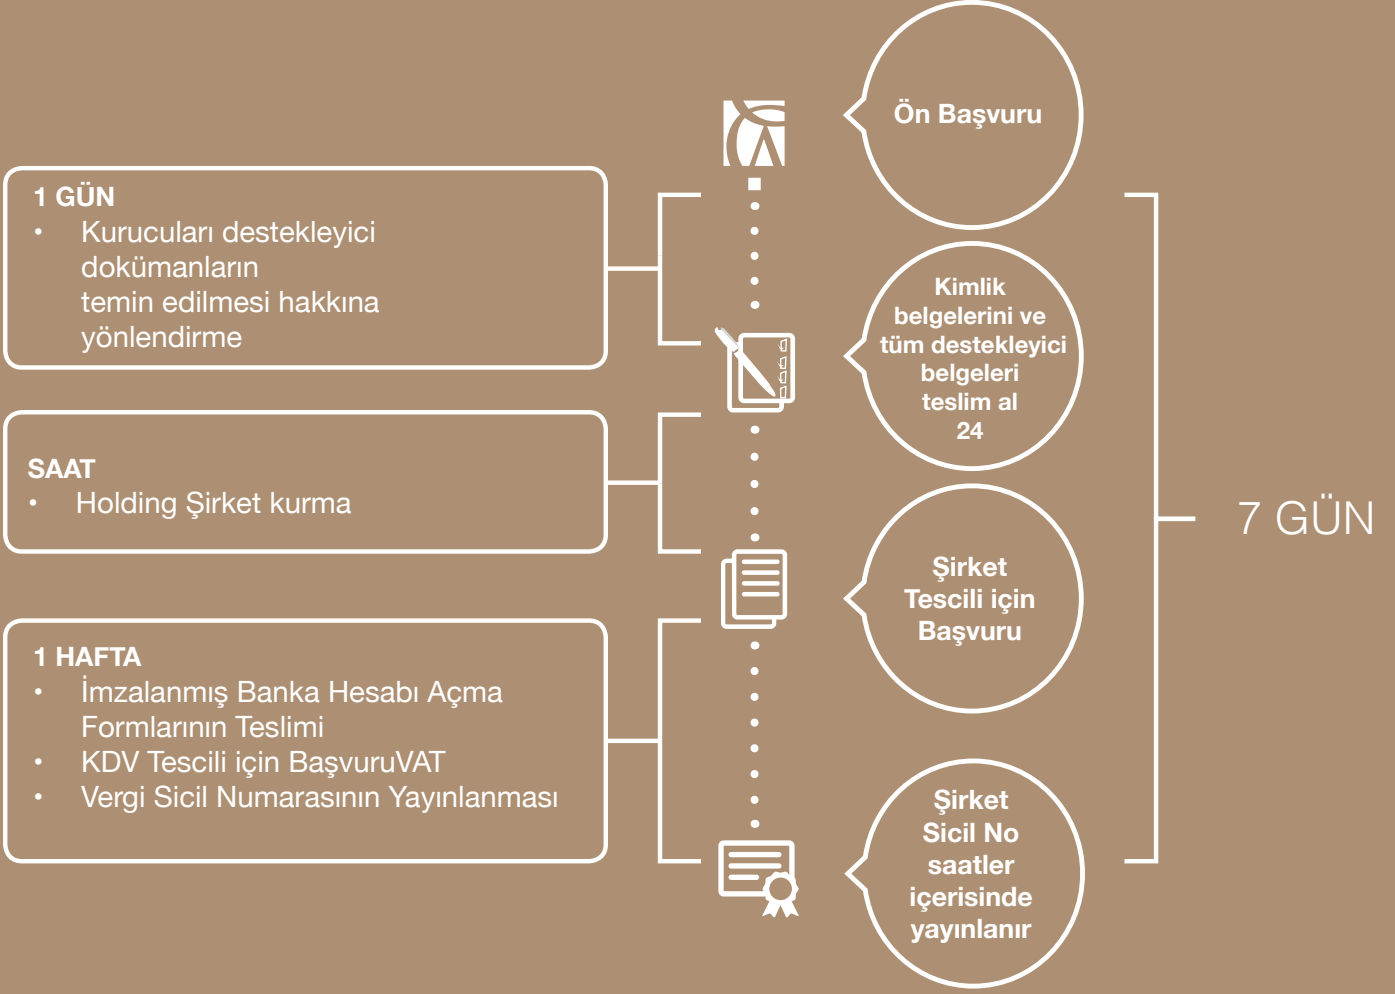 Ön Başvuru
1 GÜN
• Kurucuları destekleyici
dokümanların
temin edilmesi hakkına
yönlendirme
Kimlik
belgelerini ve
tüm destekleyici
belgeleri
teslim al
24
SAAT
• Holding Şirket kurma
7 GÜN
Şirket
Tescili için
Başvuru
1 HAFTA
• İmzalanmış Banka Hesabı Açma
Formlarının Teslimi
• KDV Tescili için BaşvuruVAT
• Vergi Sicil Numarasının Yayınlanması
Şirket
Sicil No
saatler
içerisinde
yayınlanır